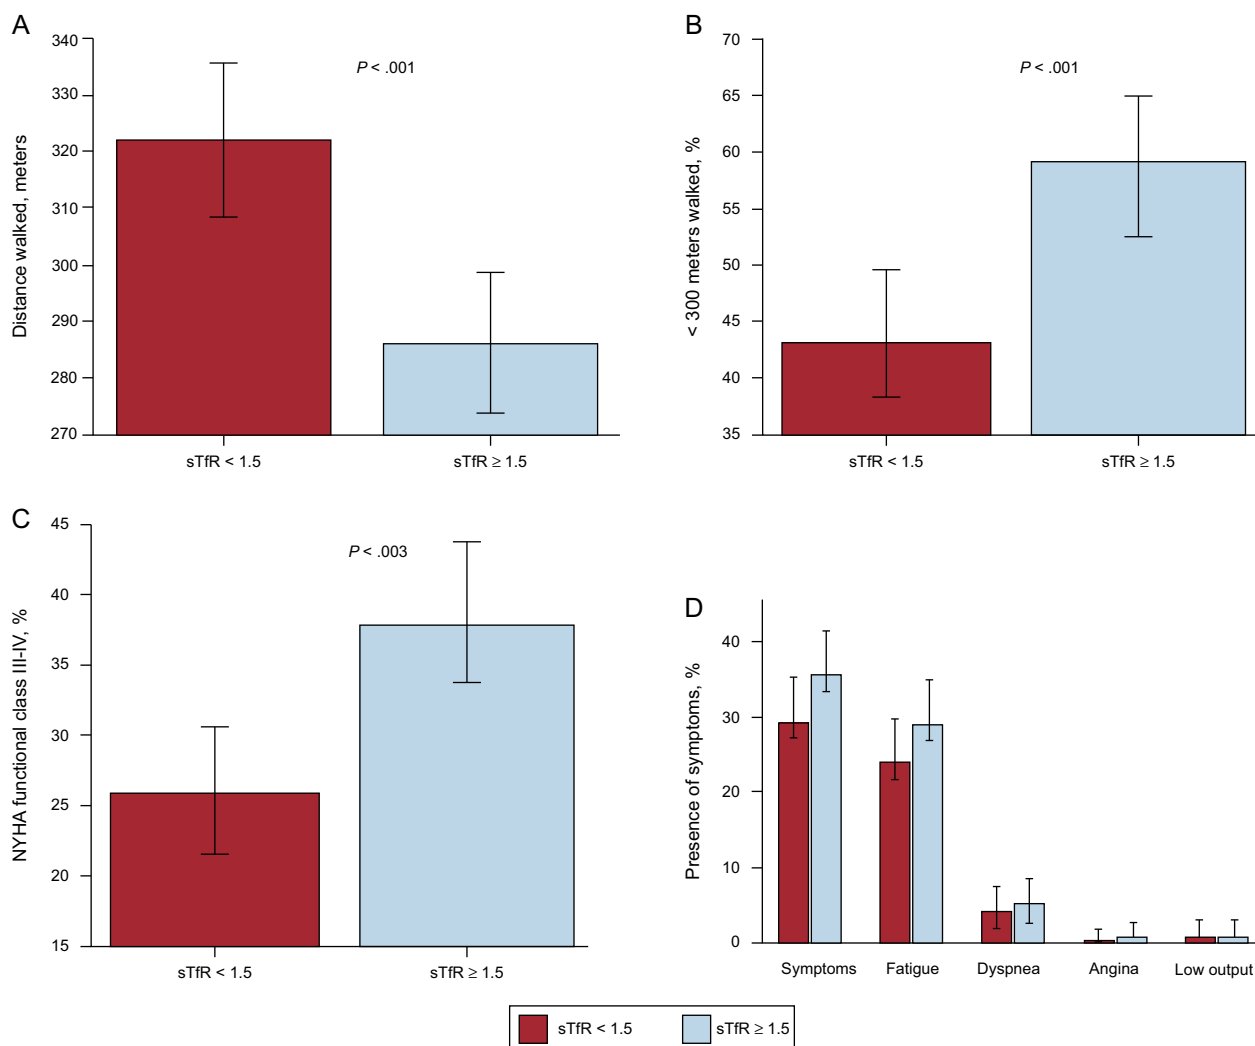 A
340
330
320
310
300
290
280
270
Distance walked, meters
P < .001
sTfR < 1.5
sTfR ≥ 1.5
B
70
65
60
55
50
45
40
35
< 300 meters walked, %
P < .001
sTfR < 1.5
sTfR ≥ 1.5
C
45
40
35
30
25
20
15
NYHA functional class III-IV, %
P < .003
sTfR < 1.5
sTfR ≥ 1.5
D
40
30
20
10
0
Presence of symptoms, %
Symptoms
Fatigue
Dyspnea
Angina
Low output
sTfR < 1.5
sTfR ≥ 1.5